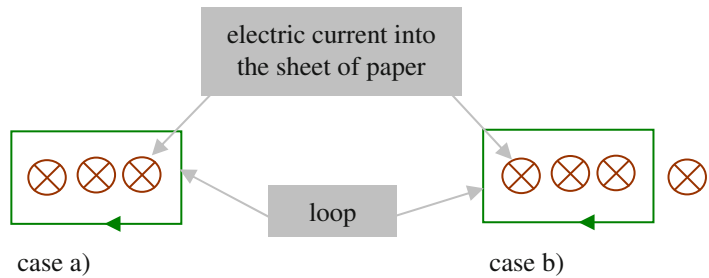 electric current into
the sheet of paper
loop
case a)
case b)